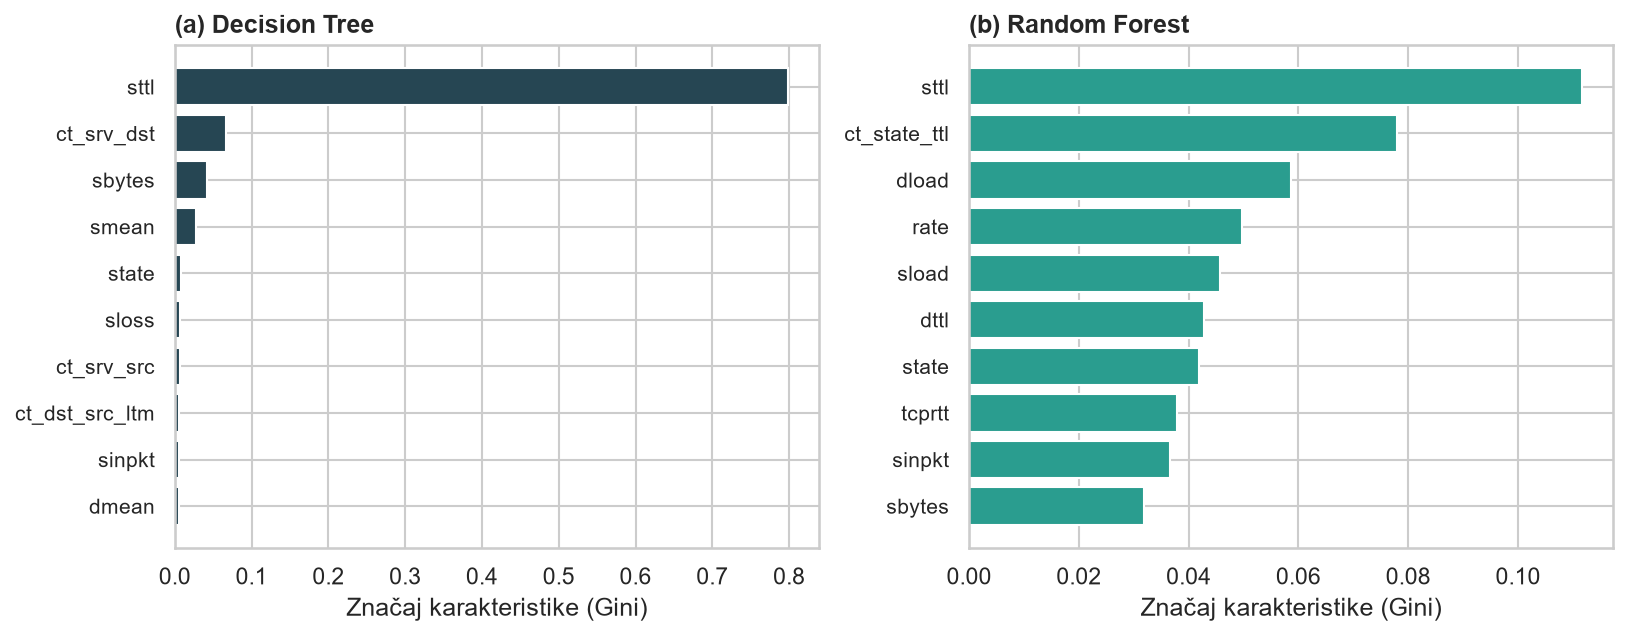 (a) Decision Tree
sttl
ct_srv_dst
sbytes
smean
state
sloss
ct_srv_src
ct_dst_src_ltm
sinpkt
dmean
0.0 0.1 0.2 0.3 0.4 0.5 0.6 0.7 0.8
Značaj karakteristike (Gini)
(b) Random Forest
sttl
ct_state_ttl
dload
rate
sload
dttl
state
tcprtt
sinpkt
sbytes
0.00 0.02 0.04 0.06 0.08 0.10
Značaj karakteristike (Gini)